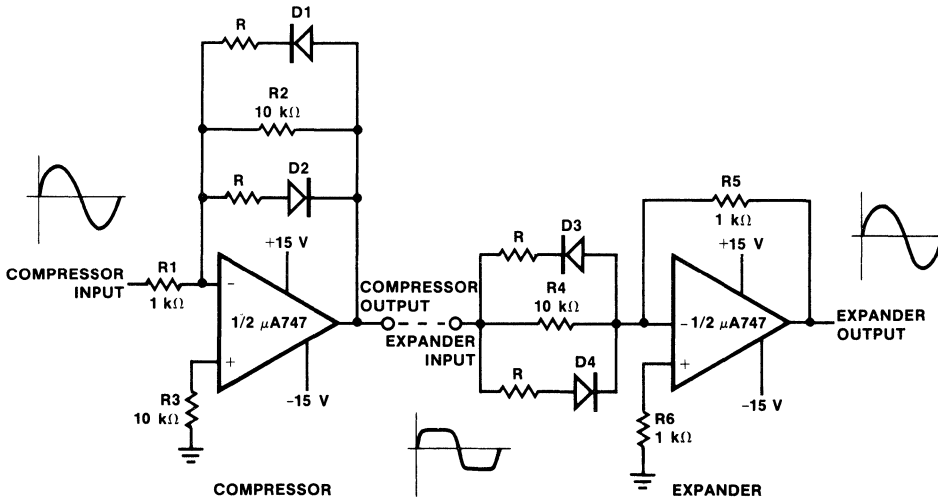 D1
R
R2
10 kΩ
D2
R
+15 V
COMPRESSOR
INPUT
R1
1 kΩ
−
1/2 µA747
+
R3
10 kΩ
−15 V
COMPRESSOR
OUTPUT
EXPANDER
INPUT
D3
R
R4
10 kΩ
D4
R
R5
1 kΩ
+15 V
−
1/2 µA747
+
R6
1 kΩ
−15 V
EXPANDER
OUTPUT
COMPRESSOR
EXPANDER